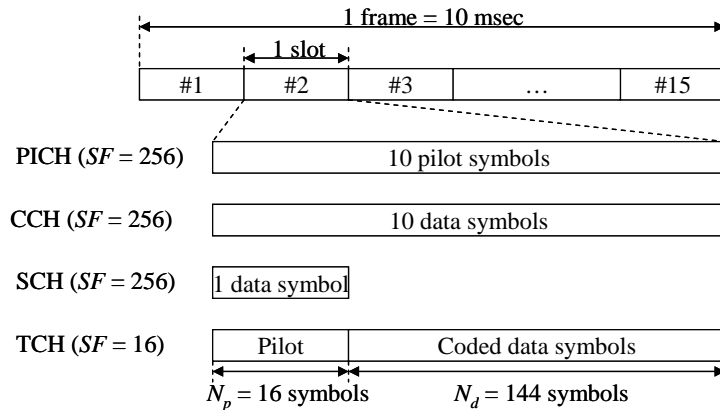 1 frame = 10 msec
1 slot
#1 #2 #3 … #15
PICH (SF = 256) 10 pilot symbols
CCH (SF = 256) 10 data symbols
SCH (SF = 256) 1 data symbol
TCH (SF = 16) Pilot Coded data symbols
Np = 16 symbols Nd = 144 symbols